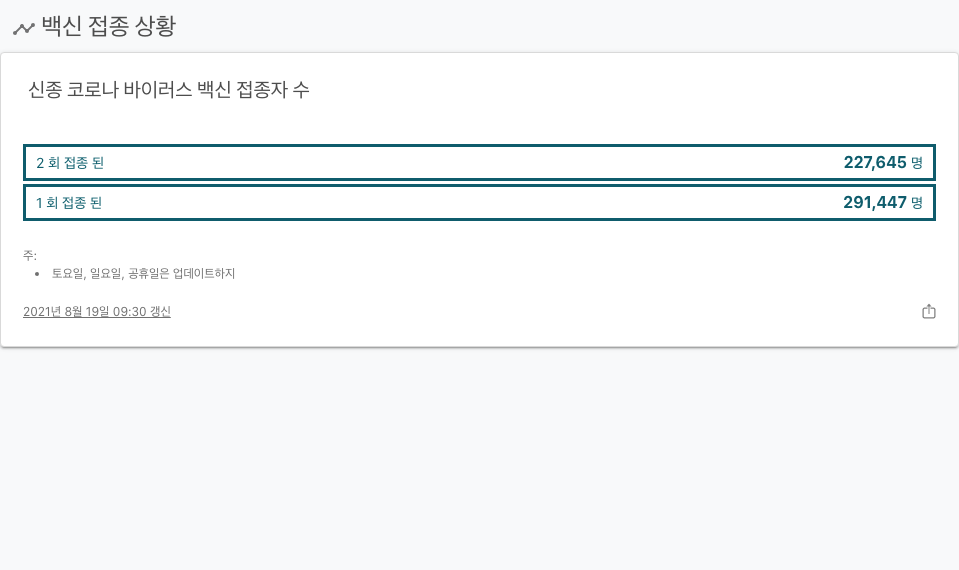 백신 접종 상황
신종 코로나 바이러스 백신 접종자 수
2 회 접종 된 227,645 명
1 회 접종 된 291,447 명
주:
• 토요일, 일요일, 공휴일은 업데이트하지
2021년 8월 19일 09:30 갱신